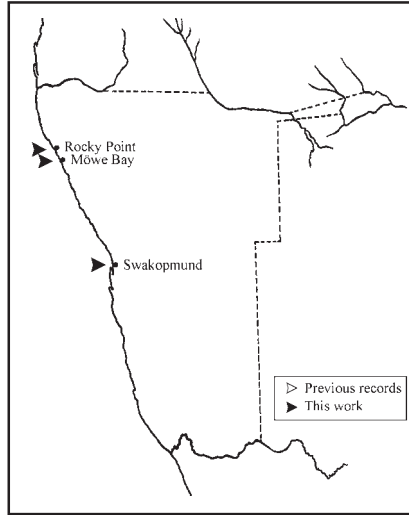 Rocky Point
Möwe Bay
Swakopmund
Previous records
This work